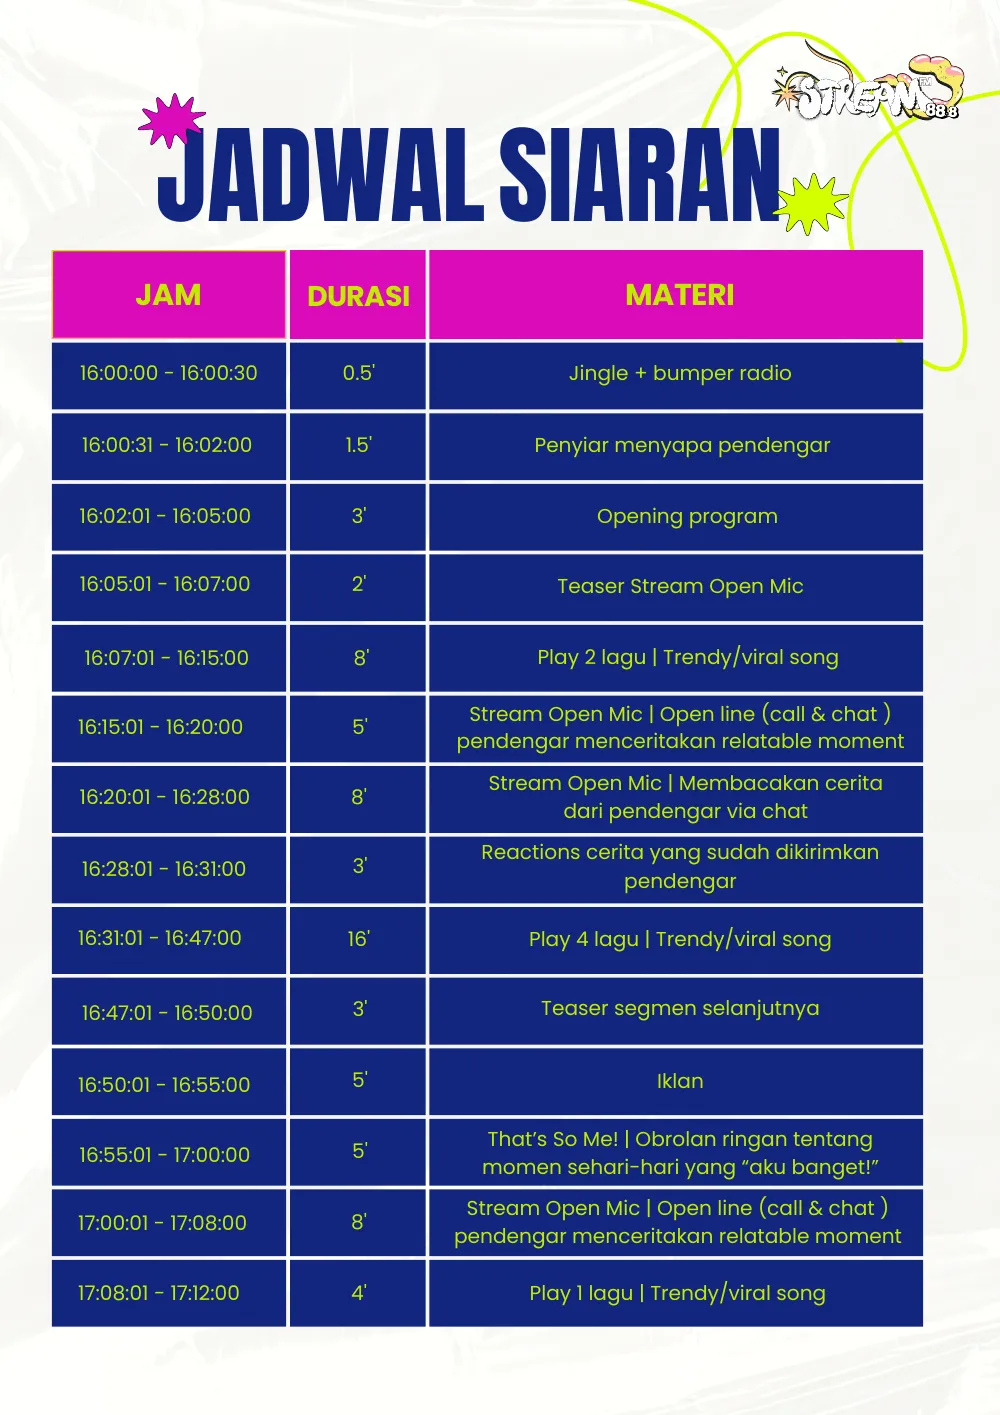 STREAM FM
88.8
JADWAL SIARAN
JAM DURASI MATERI
16:00:00 - 16:00:30 0.5' Jingle + bumper radio
16:00:31 - 16:02:00 1.5' Penyiar menyapa pendengar
16:02:01 - 16:05:00 3' Opening program
16:05:01 - 16:07:00 2' Teaser Stream Open Mic
16:07:01 - 16:15:00 8' Play 2 lagu | Trendy/viral song
16:15:01 - 16:20:00 5' Stream Open Mic | Open line (call & chat )
pendengar menceritakan relatable moment
16:20:01 - 16:28:00 8' Stream Open Mic | Membacakan cerita
dari pendengar via chat
16:28:01 - 16:31:00 3' Reactions cerita yang sudah dikirimkan
pendengar
16:31:01 - 16:47:00 16' Play 4 lagu | Trendy/viral song
16:47:01 - 16:50:00 3' Teaser segmen selanjutnya
16:50:01 - 16:55:00 5' Iklan
16:55:01 - 17:00:00 5' That’s So Me! | Obrolan ringan tentang
momen sehari-hari yang “aku banget!”
17:00:01 - 17:08:00 8' Stream Open Mic | Open line (call & chat )
pendengar menceritakan relatable moment
17:08:01 - 17:12:00 4' Play 1 lagu | Trendy/viral song